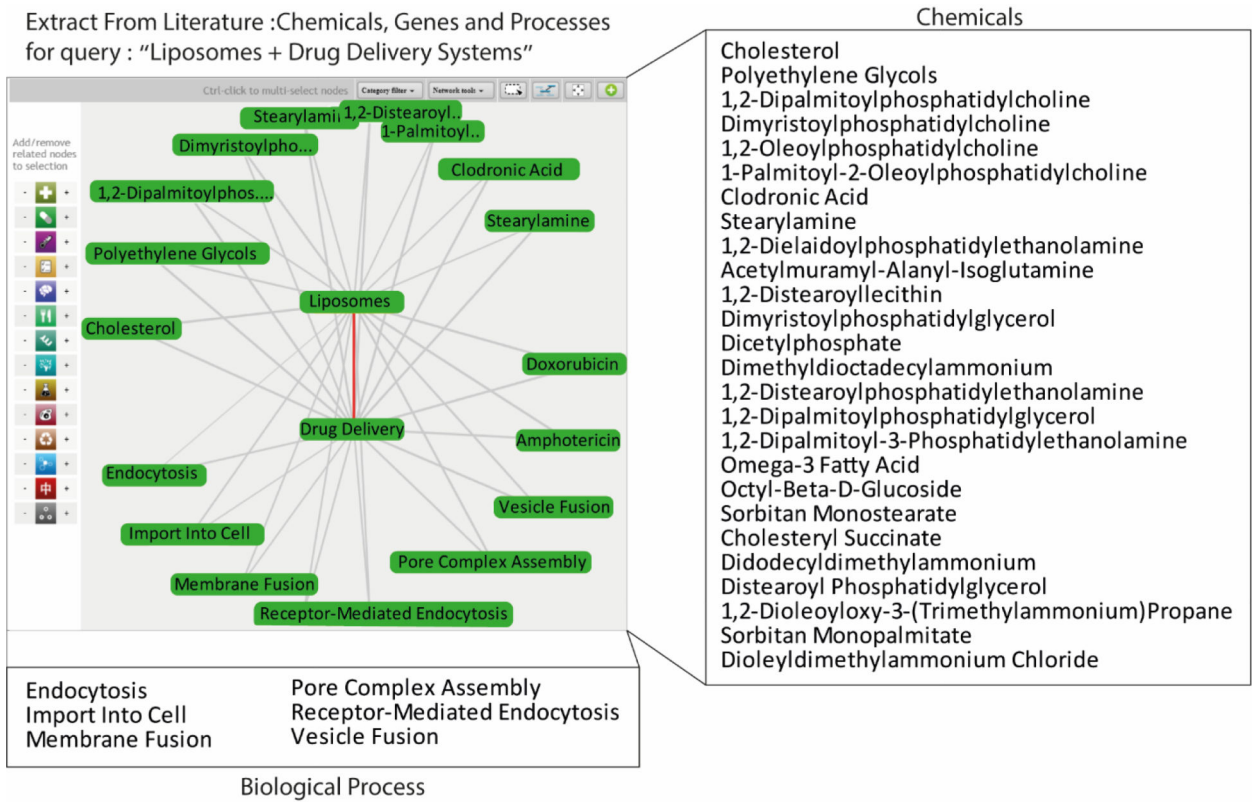 Extract From Literature :Chemicals, Genes and Processes
for query : “Liposomes + Drug Delivery Systems”
Ctrl-click to multi-select nodes
Category filter
Network tools
Add/remove
related nodes
to selection
Stearylami
1,2-Distearoyl..
1-Palmitoyl..
Dimyristoylpho...
Clodronic Acid
1,2-Dipalmitoylphos....
Stearylamine
Polyethylene Glycols
Liposomes
Cholesterol
Doxorubicin
Drug Delivery
Amphotericin
Endocytosis
Vesicle Fusion
Import Into Cell
Pore Complex Assembly
Membrane Fusion
Receptor-Mediated Endocytosis
Chemicals
Cholesterol
Polyethylene Glycols
1,2-Dipalmitoylphosphatidylcholine
Dimyristoylphosphatidylcholine
1,2-Oleoylphosphatidylcholine
1-Palmitoyl-2-Oleoylphosphatidylcholine
Clodronic Acid
Stearylamine
1,2-Dielaidoylphosphatidylethanolamine
Acetylmuramyl-Alanyl-Isoglutamine
1,2-Distearoyllecithin
Dimyristoylphosphatidylglycerol
Dicetylphosphate
Dimethyldioctadecylammonium
1,2-Distearoylphosphatidylethanolamine
1,2-Dipalmitoylphosphatidylglycerol
1,2-Dipalmitoyl-3-Phosphatidylethanolamine
Omega-3 Fatty Acid
Octyl-Beta-D-Glucoside
Sorbitan Monostearate
Cholesteryl Succinate
Didodecyldimethylammonium
Distearoyl Phosphatidylglycerol
1,2-Dioleoyloxy-3-(Trimethylammonium)Propane
Sorbitan Monopalmitate
Dioleyldimethylammonium Chloride
Endocytosis
Import Into Cell
Membrane Fusion
Pore Complex Assembly
Receptor-Mediated Endocytosis
Vesicle Fusion
Biological Process